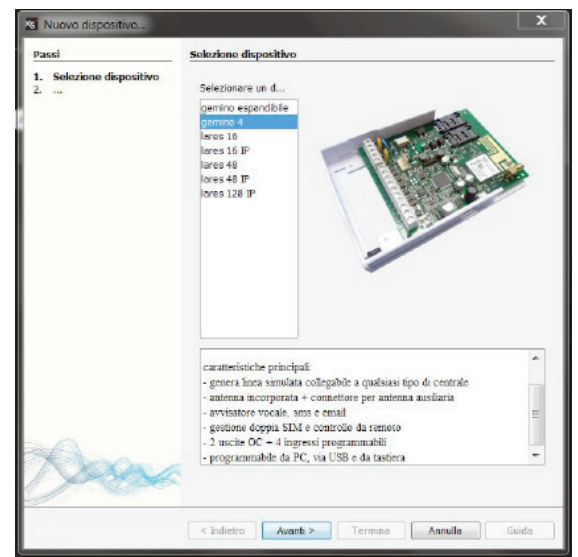 Nuovo dispositivo...
X
Passi
1. Selezione dispositivo
2. ...
Selezione dispositivo
Selezionare un d...
gemino espandibile
gemino 4
lares 16
lares 16 IP
lares 48
lares 48 IP
lares 128 IP
caratteristiche principali:
- genera linea simulata collegabile a qualsiasi tipo di centrale
- antenna incorporata + connettore per antenna ausiliaria
- avvisatore vocale, sms e email
- gestione doppia SIM e controllo da remoto
- 2 uscite OC + 4 ingressi programmabili
- programmabile da PC, via USB e da tastiera
< Indietro
Avanti >
Termina
Annulla
Guida